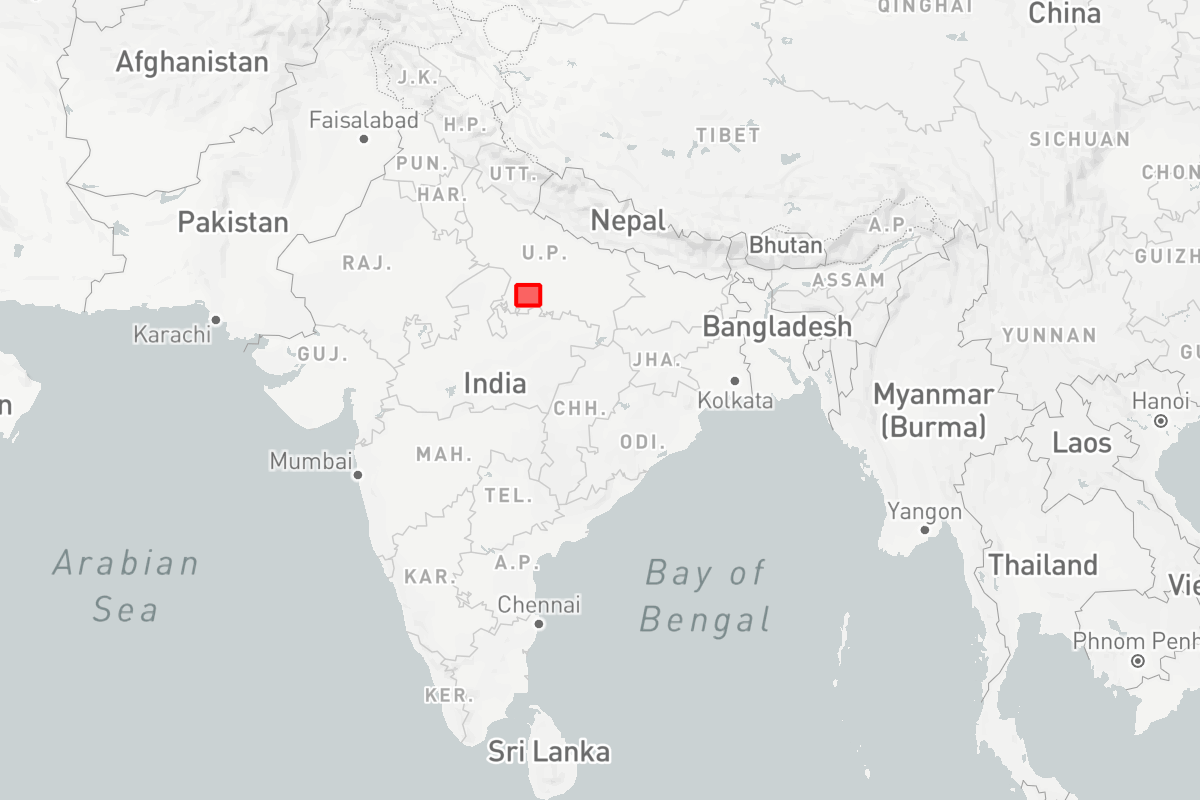 QINGHAI
China
Afghanistan
J.K.
Faisalabad
H.P.
TIBET
SICHUAN
PUN.
UTT.
CHON
HAR.
Pakistan
Nepal
A.P.
Bhutan
U.P.
RAJ.
GUIZH
ASSAM
Karachi
Bangladesh
YUNNAN
GUJ.
JHA.
GU
India
Kolkata
Myanmar
(Burma)
Hanoi
n
CHH.
ODI.
Laos
MAH.
Mumbai
TEL.
Yangon
Arabian
Sea
A.P.
KAR.
Bay of
Bengal
Thailand
Vie
Chennai
Phnom Penh
KER.
Sri Lanka